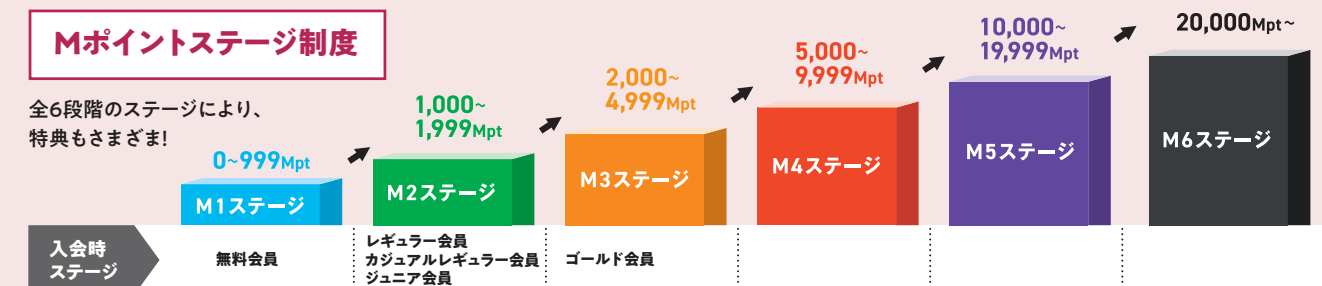 Mポイントステージ制度
全6段階のステージにより、
特典もさまざま!
0~999Mpt
M1ステージ
1,000~
1,999Mpt
M2ステージ
2,000~
4,999Mpt
M3ステージ
5,000~
9,999Mpt
M4ステージ
10,000~
19,999Mpt
M5ステージ
20,000Mpt~
M6ステージ
入会時
ステージ
無料会員
レギュラー会員
カジュアルレギュラー会員
ジュニア会員
ゴールド会員